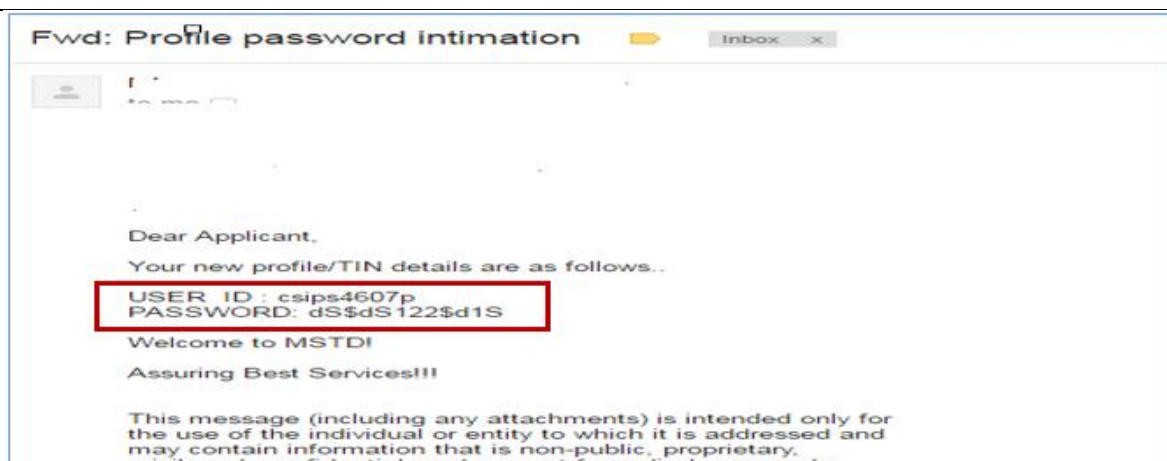 Fwd: Profile password intimation
Inbox x
to me
Dear Applicant,
Your new profile/TIN details are as follows..
USER ID : csips4607p
PASSWORD: dS$dS122$d1S
Welcome to MSTD!
Assuring Best Services!!!
This message (including any attachments) is intended only for
the use of the individual or entity to which it is addressed and
may contain information that is non-public, proprietary,